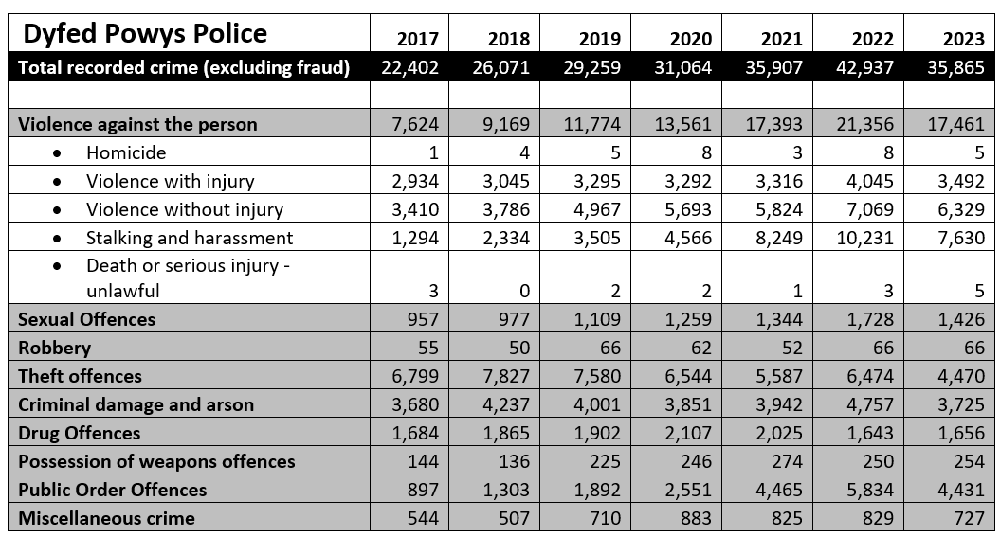 Dyfed Powys Police 2017 2018 2019 2020 2021 2022 2023
Total recorded crime (excluding fraud) 22,402 26,071 29,259 31,064 35,907 42,937 35,865
Violence against the person 7,624 9,169 11,774 13,561 17,393 21,356 17,461
• Homicide 1 4 5 8 3 8 5
• Violence with injury 2,934 3,045 3,295 3,292 3,316 4,045 3,492
• Violence without injury 3,410 3,786 4,967 5,693 5,824 7,069 6,329
• Stalking and harassment 1,294 2,334 3,505 4,566 8,249 10,231 7,630
• Death or serious injury -
unlawful 3 0 2 2 1 3 5
Sexual Offences 957 977 1,109 1,259 1,344 1,728 1,426
Robbery 55 50 66 62 52 66 66
Theft offences 6,799 7,827 7,580 6,544 5,587 6,474 4,470
Criminal damage and arson 3,680 4,237 4,001 3,851 3,942 4,757 3,725
Drug Offences 1,684 1,865 1,902 2,107 2,025 1,643 1,656
Possession of weapons offences 144 136 225 246 274 250 254
Public Order Offences 897 1,303 1,892 2,551 4,465 5,834 4,431
Miscellaneous crime 544 507 710 883 825 829 727